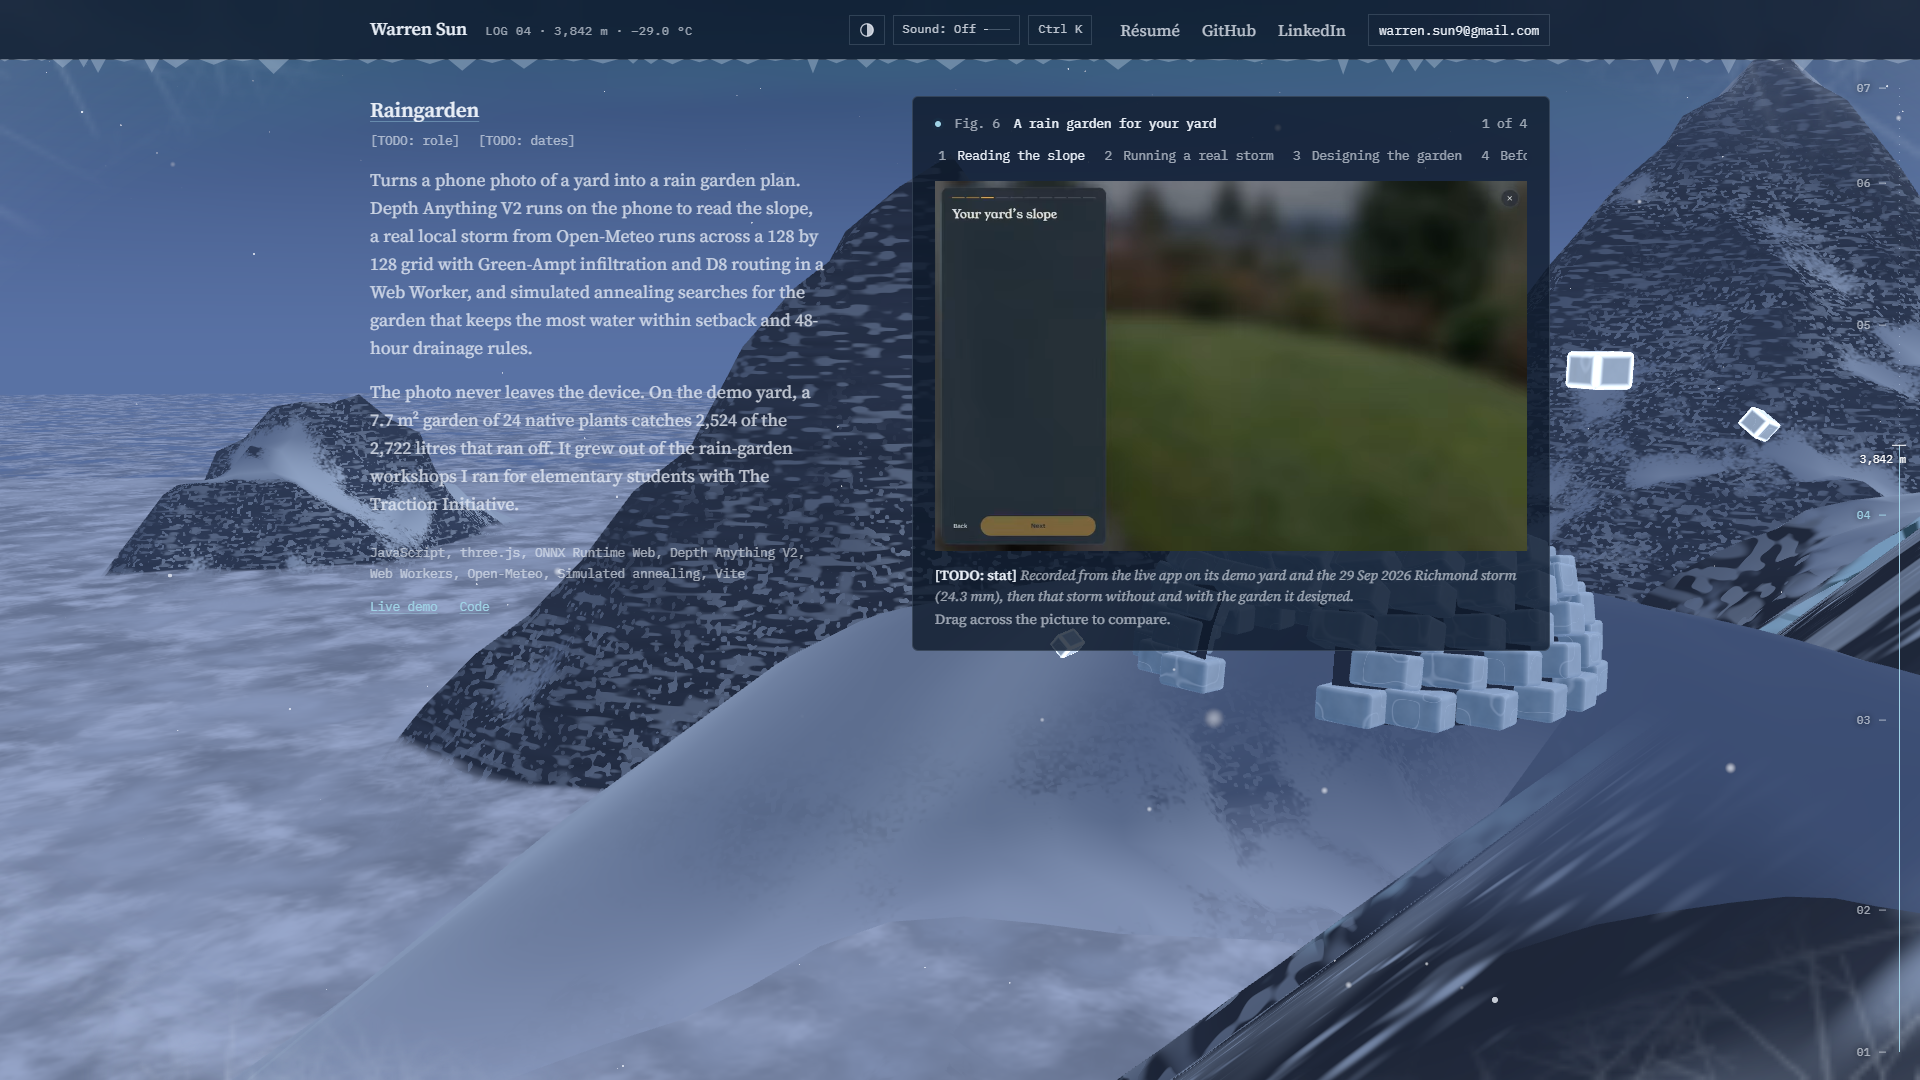 Warren Sun LOG 04 · 3,842 m · −29.0 °C Sound: Off Ctrl K Résumé GitHub LinkedIn warren.sun9@gmail.com
Raingarden
[TODO: role] [TODO: dates]
Turns a phone photo of a yard into a rain garden plan.
Depth Anything V2 runs on the phone to read the slope,
a real local storm from Open-Meteo runs across a 128 by
128 grid with Green-Ampt infiltration and D8 routing in a
Web Worker, and simulated annealing searches for the
garden that keeps the most water within setback and 48-
hour drainage rules.
The photo never leaves the device. On the demo yard, a
7.7 m² garden of 24 native plants catches 2,524 of the
2,722 litres that ran off. It grew out of the rain-garden
workshops I ran for elementary students with The
Traction Initiative.
JavaScript, three.js, ONNX Runtime Web, Depth Anything V2,
Web Workers, Open-Meteo, Simulated annealing, Vite
Live demo Code
Fig. 6 A rain garden for your yard 1 of 4
1 Reading the slope 2 Running a real storm 3 Designing the garden 4 Befo
Your yard's slope
Back Next
[TODO: stat] Recorded from the live app on its demo yard and the 29 Sep 2026 Richmond storm
(24.3 mm), then that storm without and with the garden it designed.
Drag across the picture to compare.
07
06
05
3,842 m
04
03
02
01